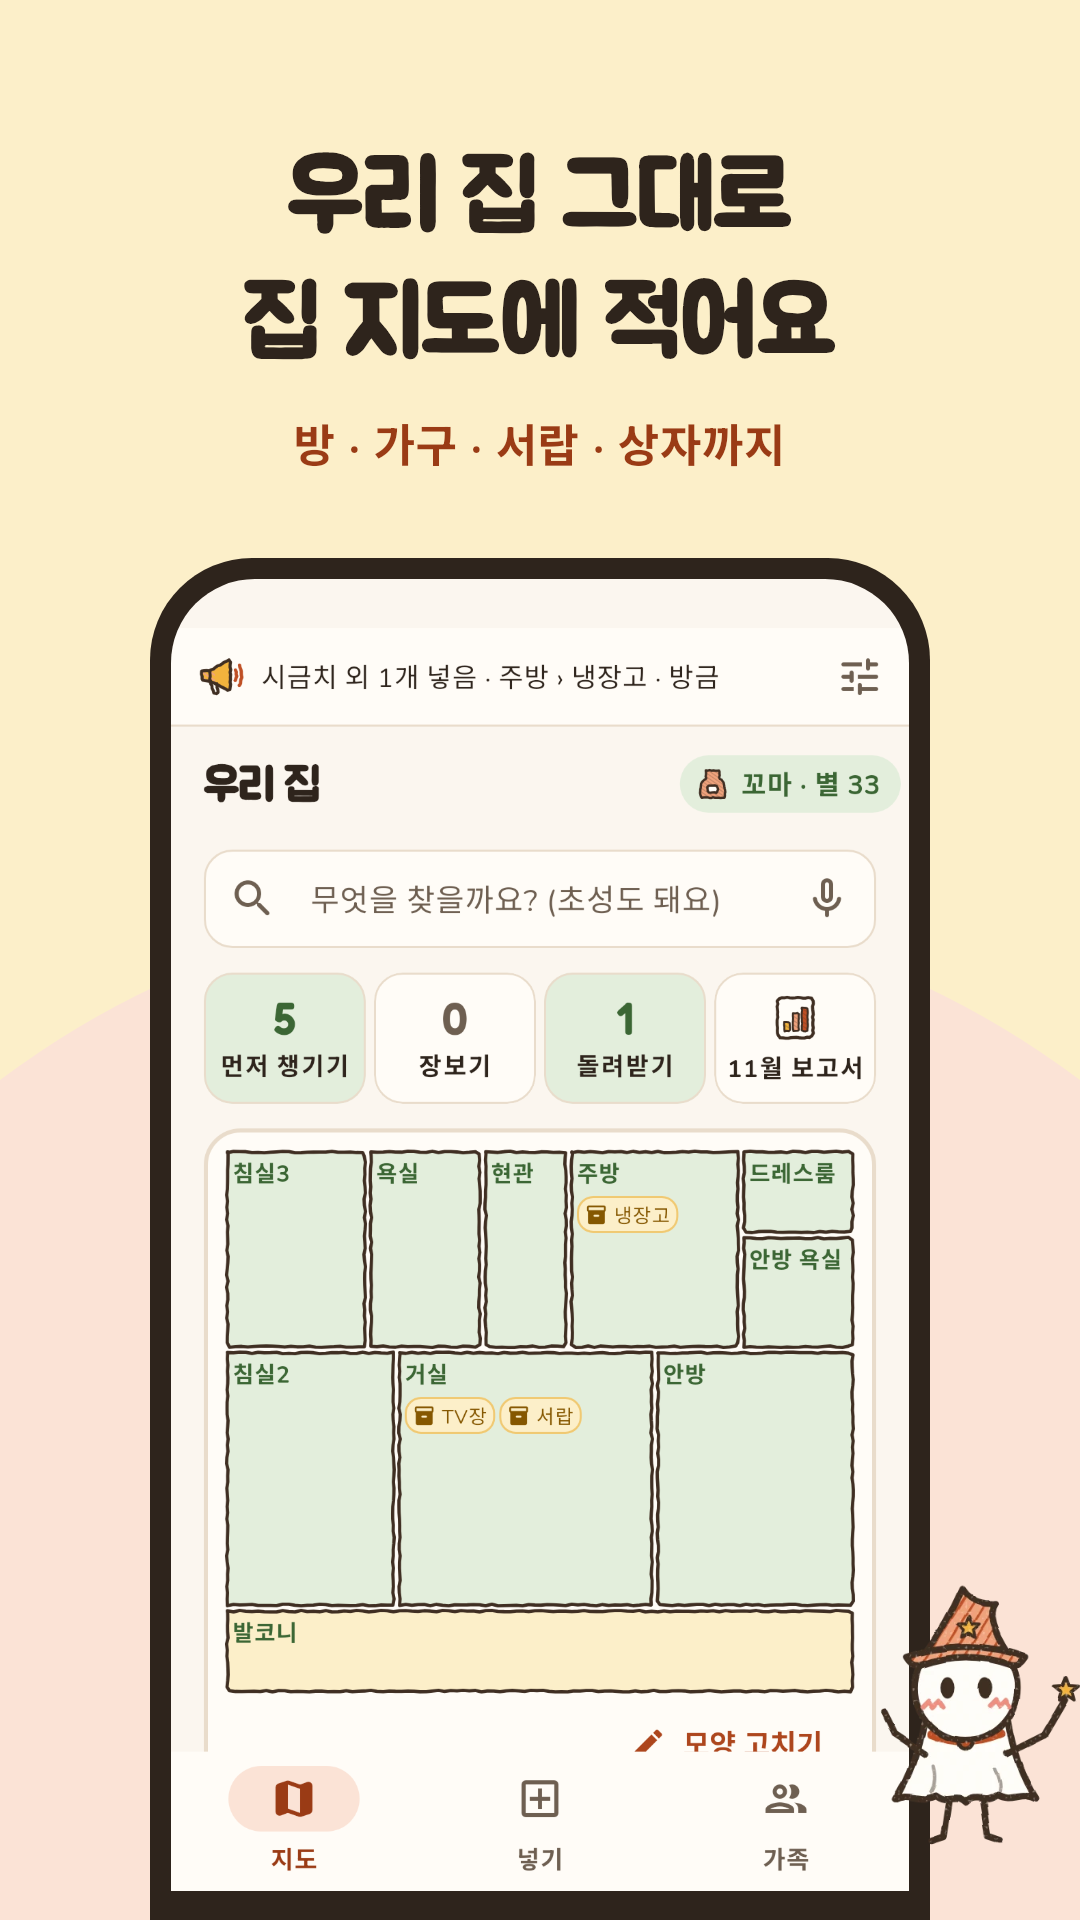 우리 집 그대로
집 지도에 적어요
방 · 가구 · 서랍 · 상자까지
시금치 외 1개 넣음 · 주방 › 냉장고 · 방금
우리 집
꼬마 · 별 33
무엇을 찾을까요? (초성도 돼요)
5
먼저 챙기기
0
장보기
1
돌려받기
11월 보고서
침실3
욕실
현관
주방
냉장고
드레스룸
안방 욕실
침실2
거실
TV장
서랍
안방
발코니
모양 고치기
지도
넣기
가족